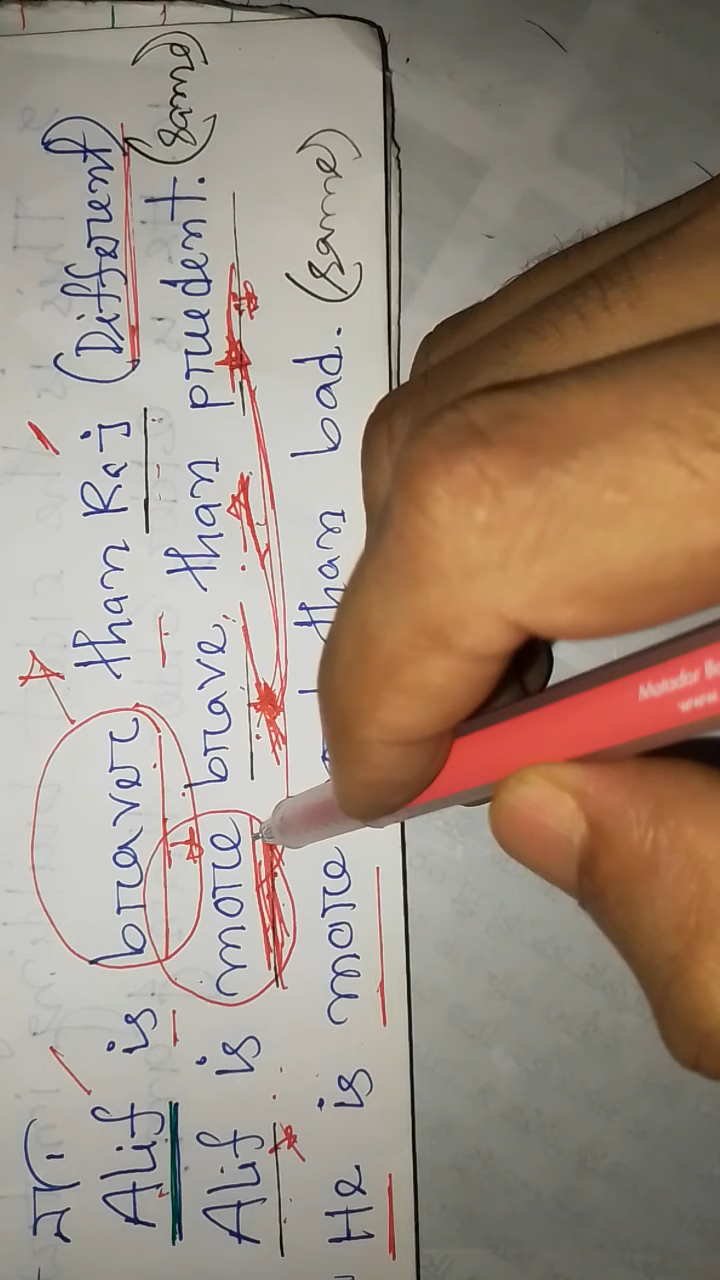 না
Alif is braver than Raj (Different)
Alif is more brave than prudent. (same)
He is more than bad. (same)
Matador